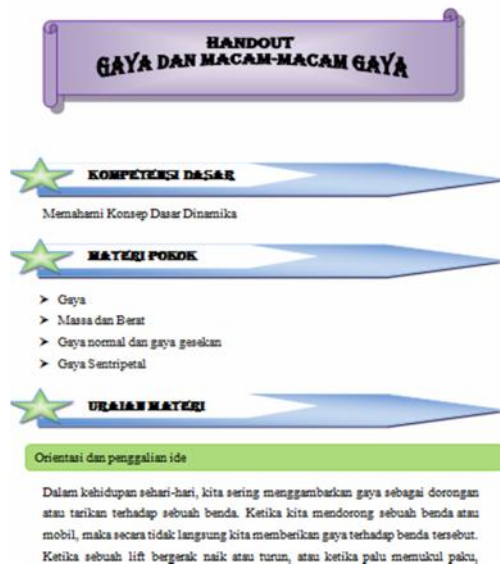 HANDOUT
GAYA DAN MACAM-MACAM GAYA
KOMPETENSI DASAR
Memahami Konsep Dasar Dinamika
MATERI POKOK
➤ Gaya
➤ Massa dan Berat
➤ Gaya normal dan gaya gesekan
➤ Gaya Sentripetal
URAIAN MATERI
Orientasi dan penggalian ide
Dalam kehidupan sehari-hari, kita sering menggambarkan gaya sebagai dorongan
atau tarikan terhadap sebuah benda. Ketika kita mendorong sebuah benda atau
mobil, maka secara tidak langsung kita memberikan gaya terhadap benda tersebut.
Ketika sebuah lift bergerak naik atau turun, atau ketika palu memukul paku,